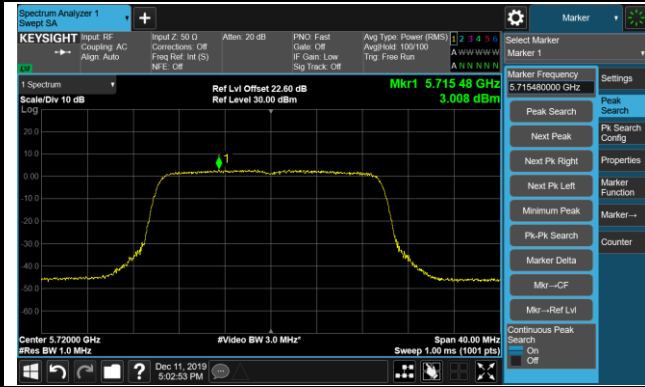 Spectrum Analyzer 1
Swept SA
Marker
KEYSIGHT
Input: RF
Coupling: AC
Align: Auto
Input Z: 50 Ω
Corrections: Off
Freq Ref: Int (S)
NFE: Off
Atten: 20 dB
PNO: Fast
Gate: Off
IF Gain: Low
Sig Track: Off
Avg Type: Power (RMS)
Avg|Hold: 100/100
Trig: Free Run
1 2 3 4 5 6
A W W W W W
A N N N N N
Select Marker
Marker 1
1 Spectrum
Scale/Div 10 dB
Log
Ref Lvl Offset 22.60 dB
Ref Level 30.00 dBm
Mkr1 5.715 48 GHz
3.008 dBm
20.0
10.0
0.00
-10.0
-20.0
-30.0
-40.0
-50.0
-60.0
1
Center 5.72000 GHz
#Res BW 1.0 MHz
#Video BW 3.0 MHz*
Span 40.00 MHz
Sweep 1.00 ms (1001 pts)
Marker Frequency
5.715480000 GHz
Peak Search
Next Peak
Next Pk Right
Next Pk Left
Minimum Peak
Pk-Pk Search
Marker Delta
Mkr→CF
Mkr→Ref Lvl
Continuous Peak
Search
On
Off
Settings
Peak
Search
Pk Search
Config
Properties
Marker
Function
Marker→
Counter
Dec 11, 2019
5:02:53 PM